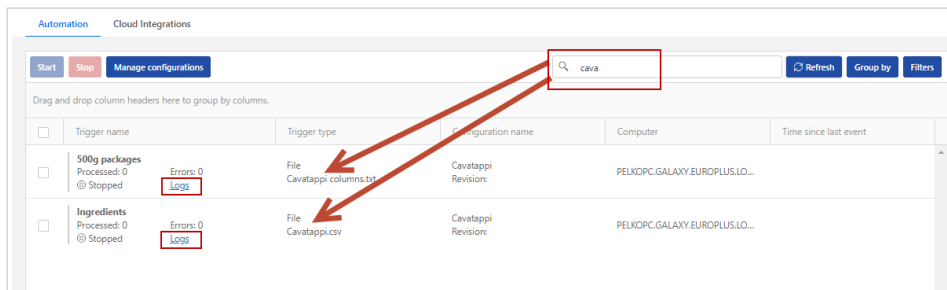 Automation Cloud Integrations
Start Stop Manage configurations cava Refresh Group by Filters
Drag and drop column headers here to group by columns.
Trigger name Trigger type Configuration name Computer Time since last event
500g packages
Processed: 0 Errors: 0
Stopped Logs
File
Cavatappi columns.txt
Cavatappi
Revision:
PELKOPC.GALAXY.EUROPLUS.LO...
Ingredients
Processed: 0 Errors: 0
Stopped Logs
File
Cavatappi.csv
Cavatappi
Revision:
PELKOPC.GALAXY.EUROPLUS.LO...